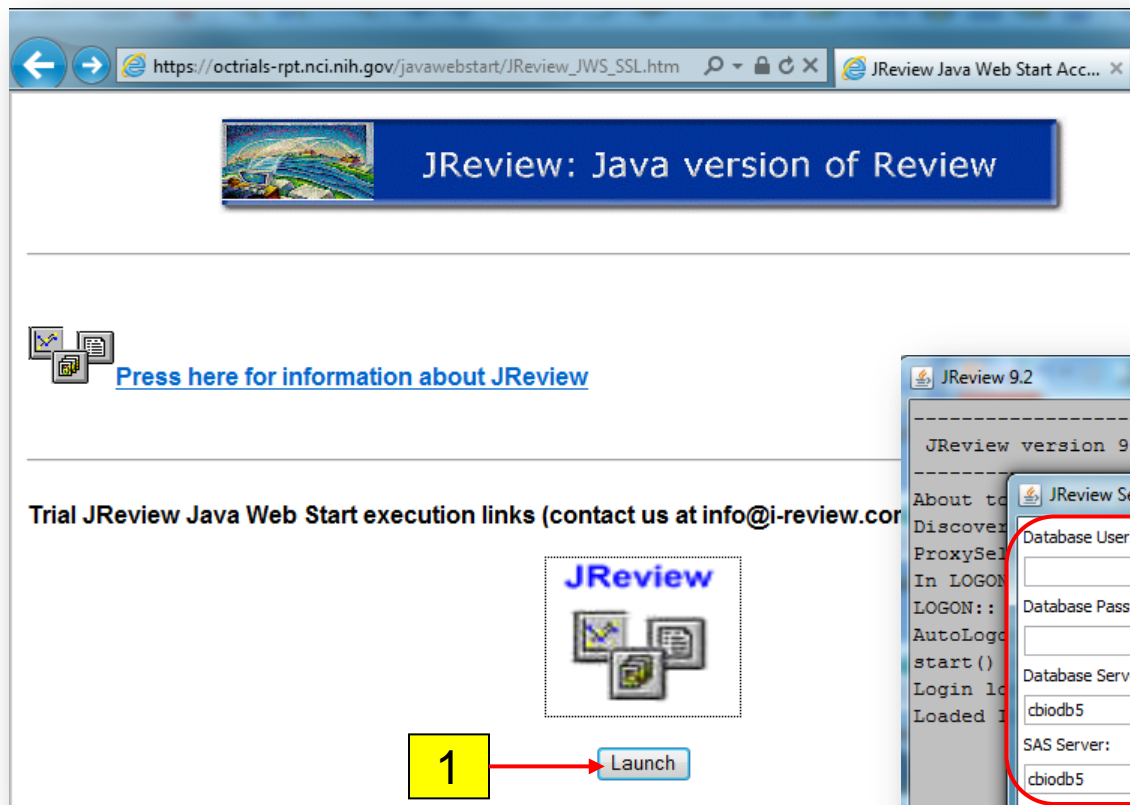 https://octrials-rpt.nci.nih.gov/javawebstart/JReview_JWS_SSL.htm
JReview Java Web Start Acc...
JReview: Java version of Review
Press here for information about JReview
Trial JReview Java Web Start execution links (contact us at info@i-review.com
JReview
1
Launch
JReview 9.2
JReview version 9
About to
Discover
ProxySel
In LOGON
LOGON::
AutoLogo
start()
Login lo
Loaded I
JReview Se
Database User
Database Pass
Database Serv
cbiodb5
SAS Server:
cbiodb5